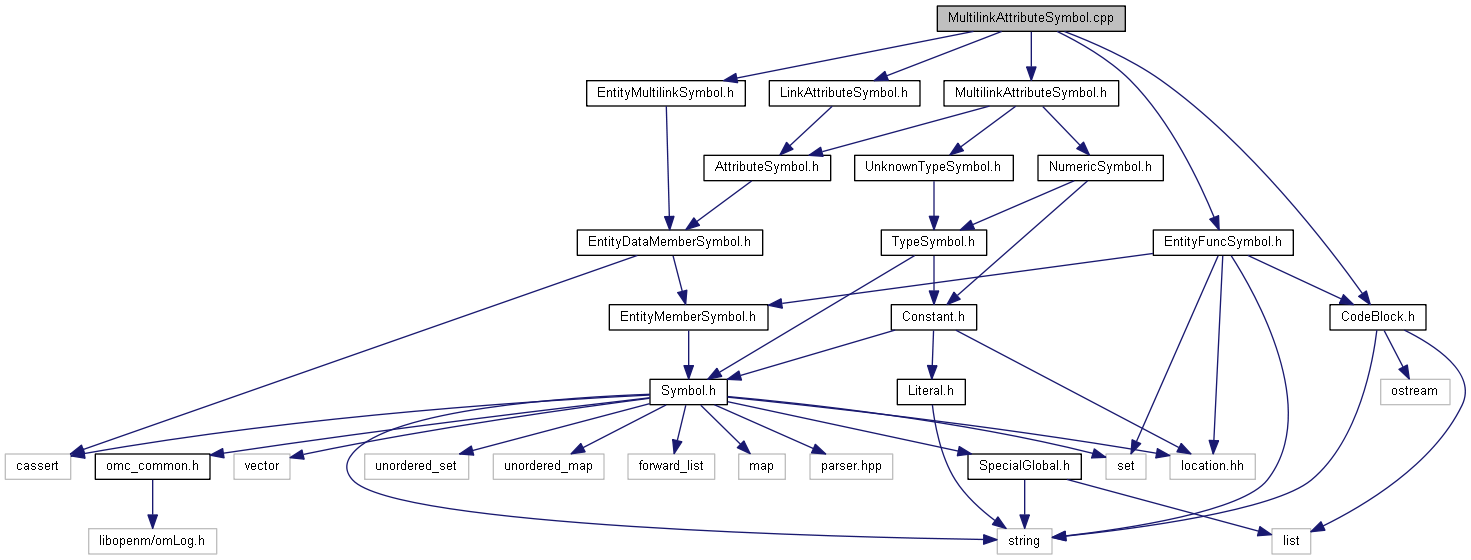 MultilinkAttributeSymbol.cpp
EntityMultilinkSymbol.h
LinkAttributeSymbol.h
MultilinkAttributeSymbol.h
AttributeSymbol.h
UnknownTypeSymbol.h
NumericSymbol.h
EntityDataMemberSymbol.h
TypeSymbol.h
EntityFuncSymbol.h
EntityMemberSymbol.h
Constant.h
CodeBlock.h
Symbol.h
Literal.h
ostream
cassert
omc_common.h
vector
unordered_set
unordered_map
forward_list
map
parser.hpp
SpecialGlobal.h
set
location.hh
libopenm/omLog.h
string
list